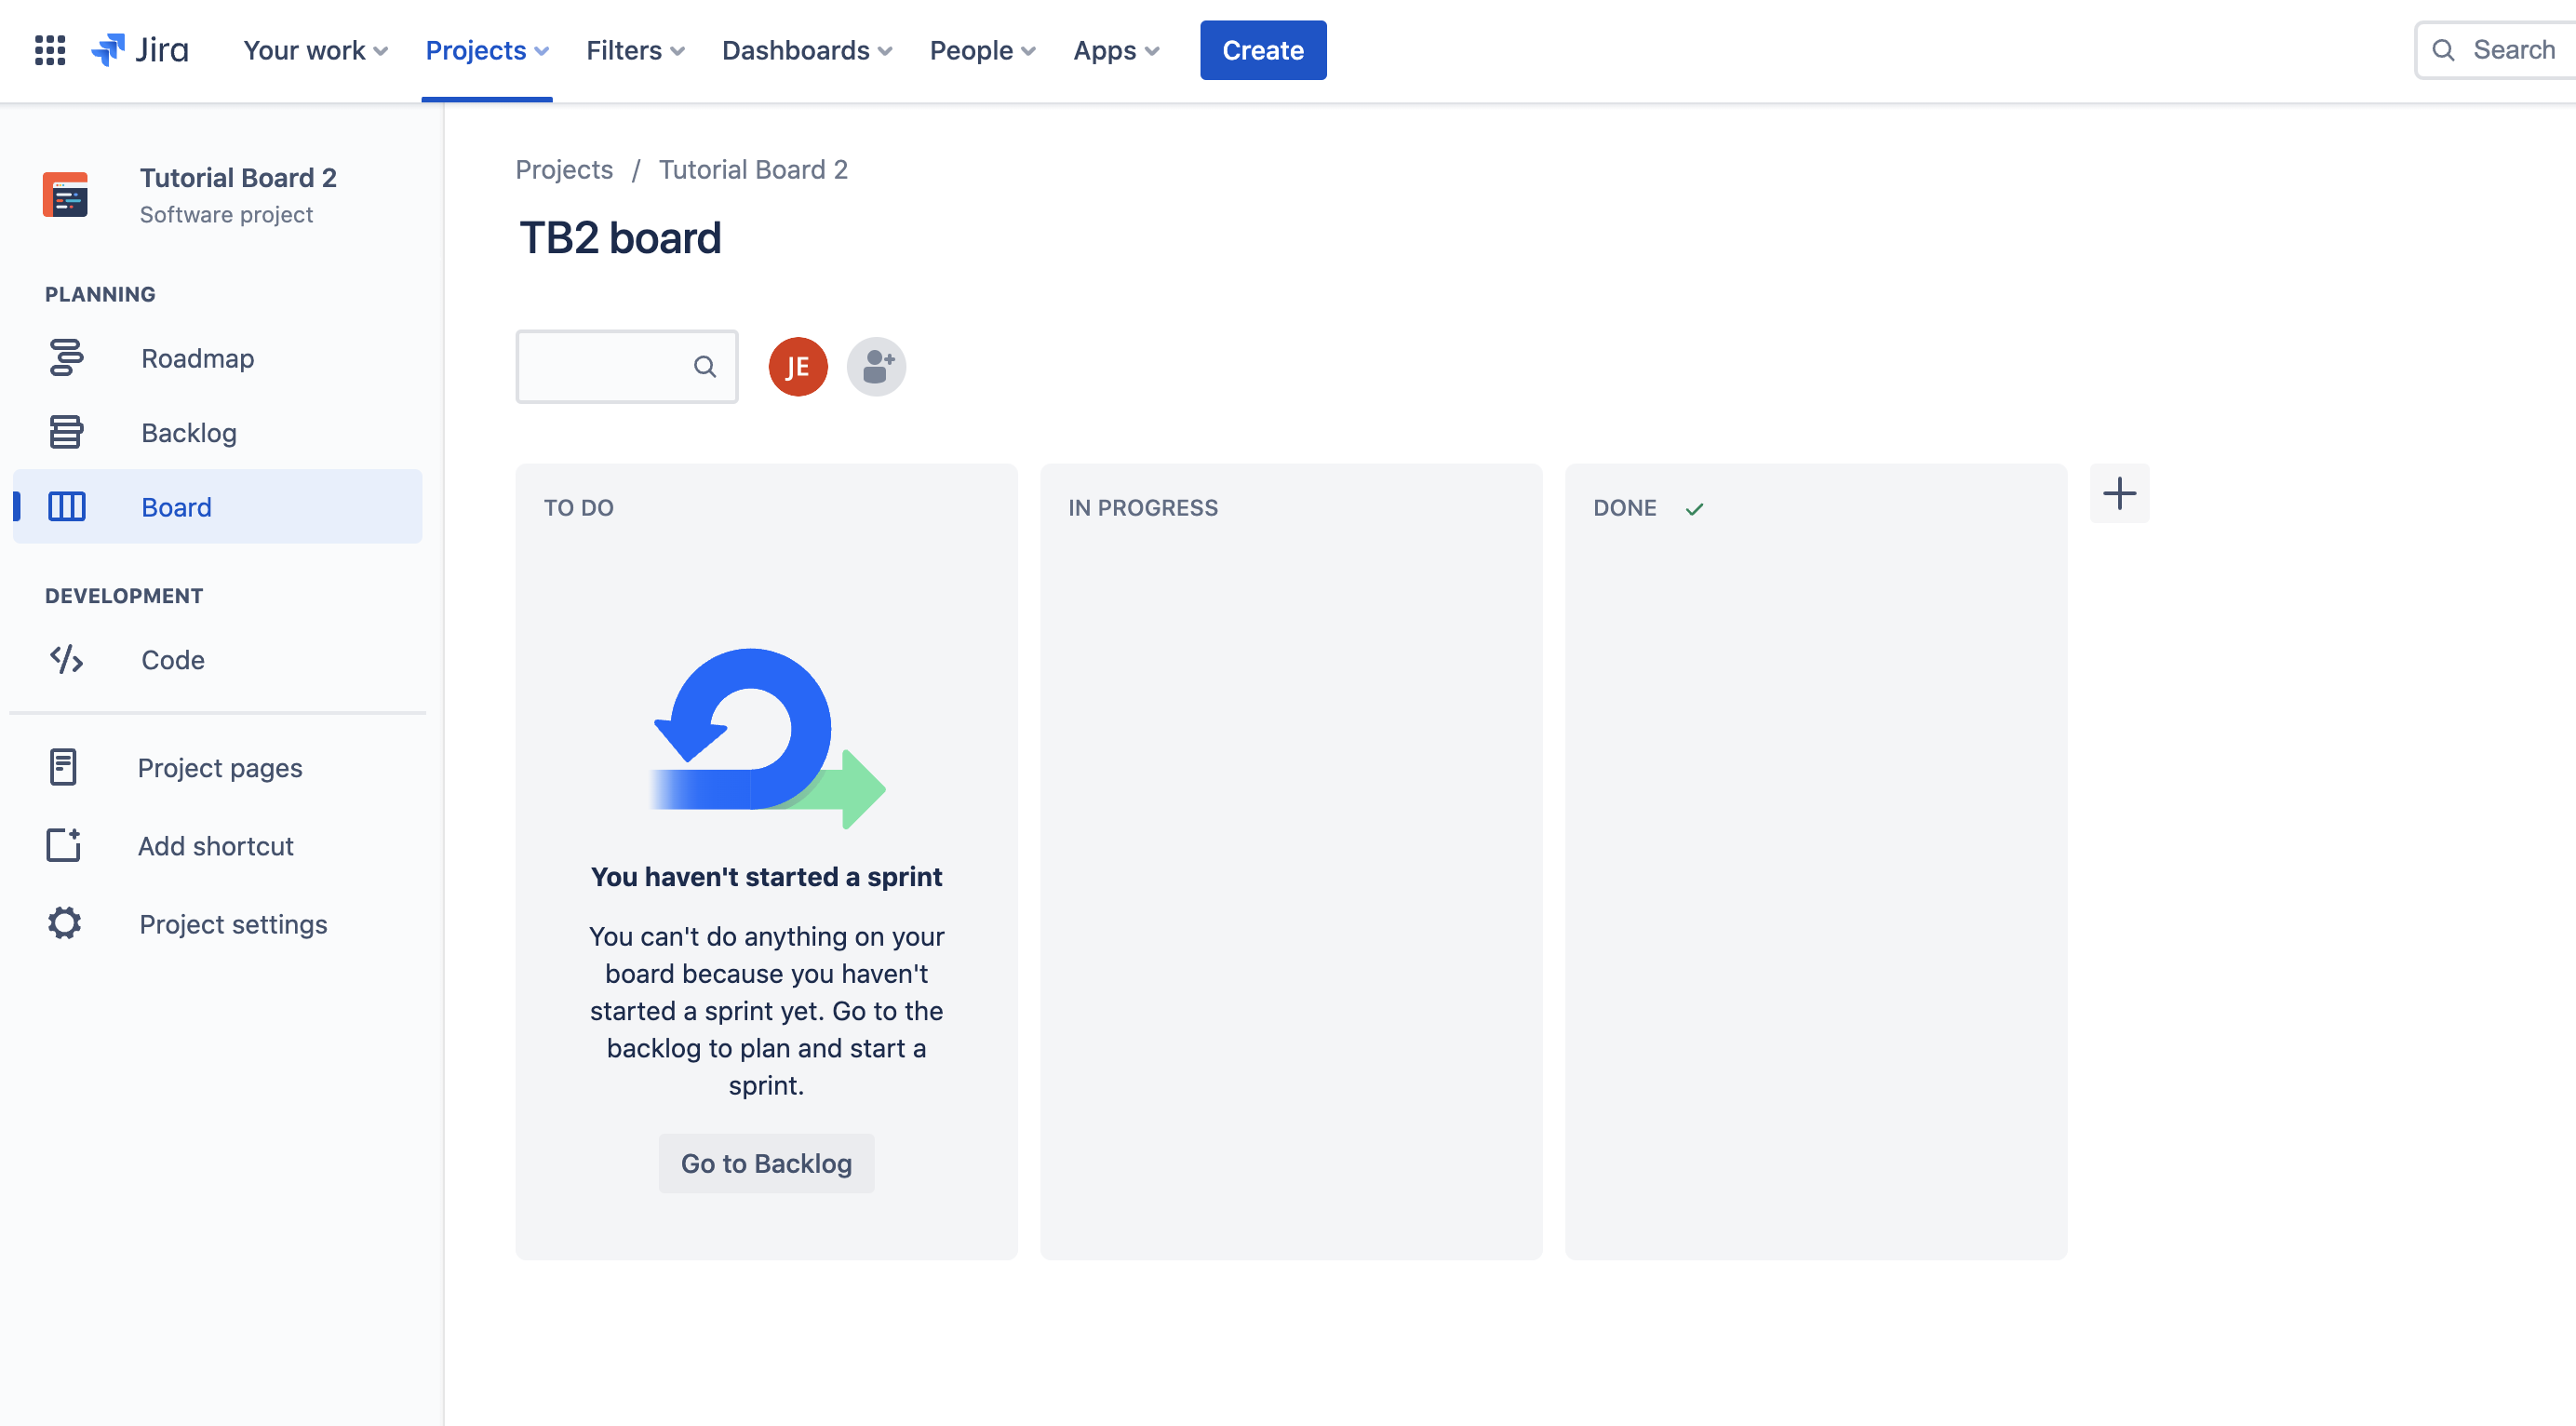 Jira Your work Projects Filters Dashboards People Apps Create Search
Tutorial Board 2
Software project
PLANNING
Roadmap
Backlog
Board
DEVELOPMENT
Code
Project pages
Add shortcut
Project settings
Projects / Tutorial Board 2
TB2 board
JE
TO DO
IN PROGRESS
DONE
You haven't started a sprint
You can't do anything on your
board because you haven't
started a sprint yet. Go to the
backlog to plan and start a
sprint.
Go to Backlog